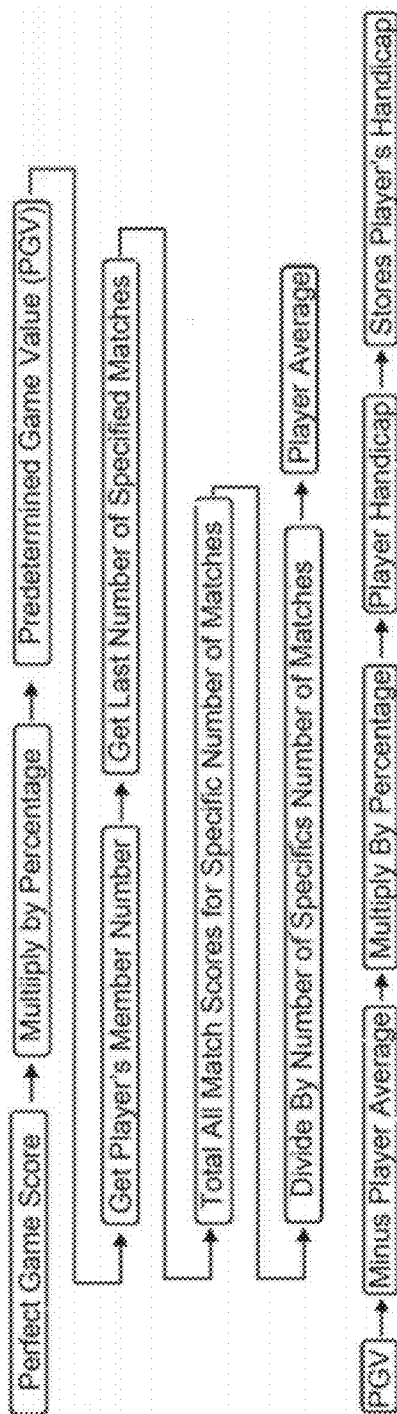 Perfect Game Score
Multiply by Percentage
Predetermined Game Value (PGV)
Get Player's Member Number
Get Last Number of Specified Matches
Total All Match Scores for Specific Number of Matches
Divide By Number of Specifics Number of Matches
Player Average
PGV
Minus Player Average
Multiply By Percentage
Player Handicap
Stores Player's Handicap